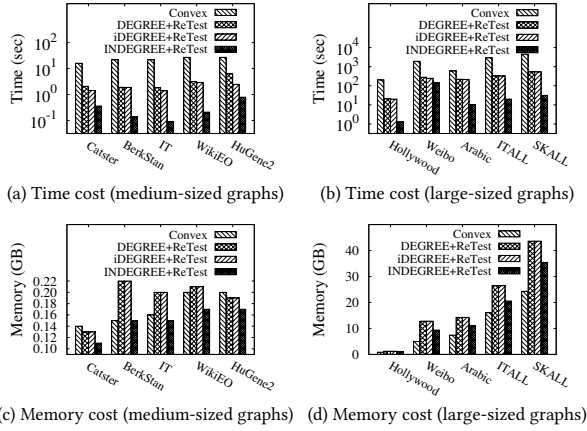 Convex
DEGREE+ReTest
iDEGREE+ReTest
INDEGREE+ReTest
Time (sec)
10^2
10^1
10^0
10^-1
Catster
BerkStan
IT
WikiEO
HuGene2
(a) Time cost (medium-sized graphs)
Convex
DEGREE+ReTest
iDEGREE+ReTest
INDEGREE+ReTest
Time (sec)
10^4
10^3
10^2
10^1
10^0
Hollywood
Weibo
Arabic
ITALL
SKALL
(b) Time cost (large-sized graphs)
Convex
DEGREE+ReTest
iDEGREE+ReTest
INDEGREE+ReTest
Memory (GB)
0.22
0.20
0.18
0.16
0.14
0.12
0.10
Catster
BerkStan
IT
WikiEO
HuGene2
(c) Memory cost (medium-sized graphs)
Convex
DEGREE+ReTest
iDEGREE+ReTest
INDEGREE+ReTest
Memory (GB)
40
30
20
10
0
Hollywood
Weibo
Arabic
ITALL
SKALL
(d) Memory cost (large-sized graphs)